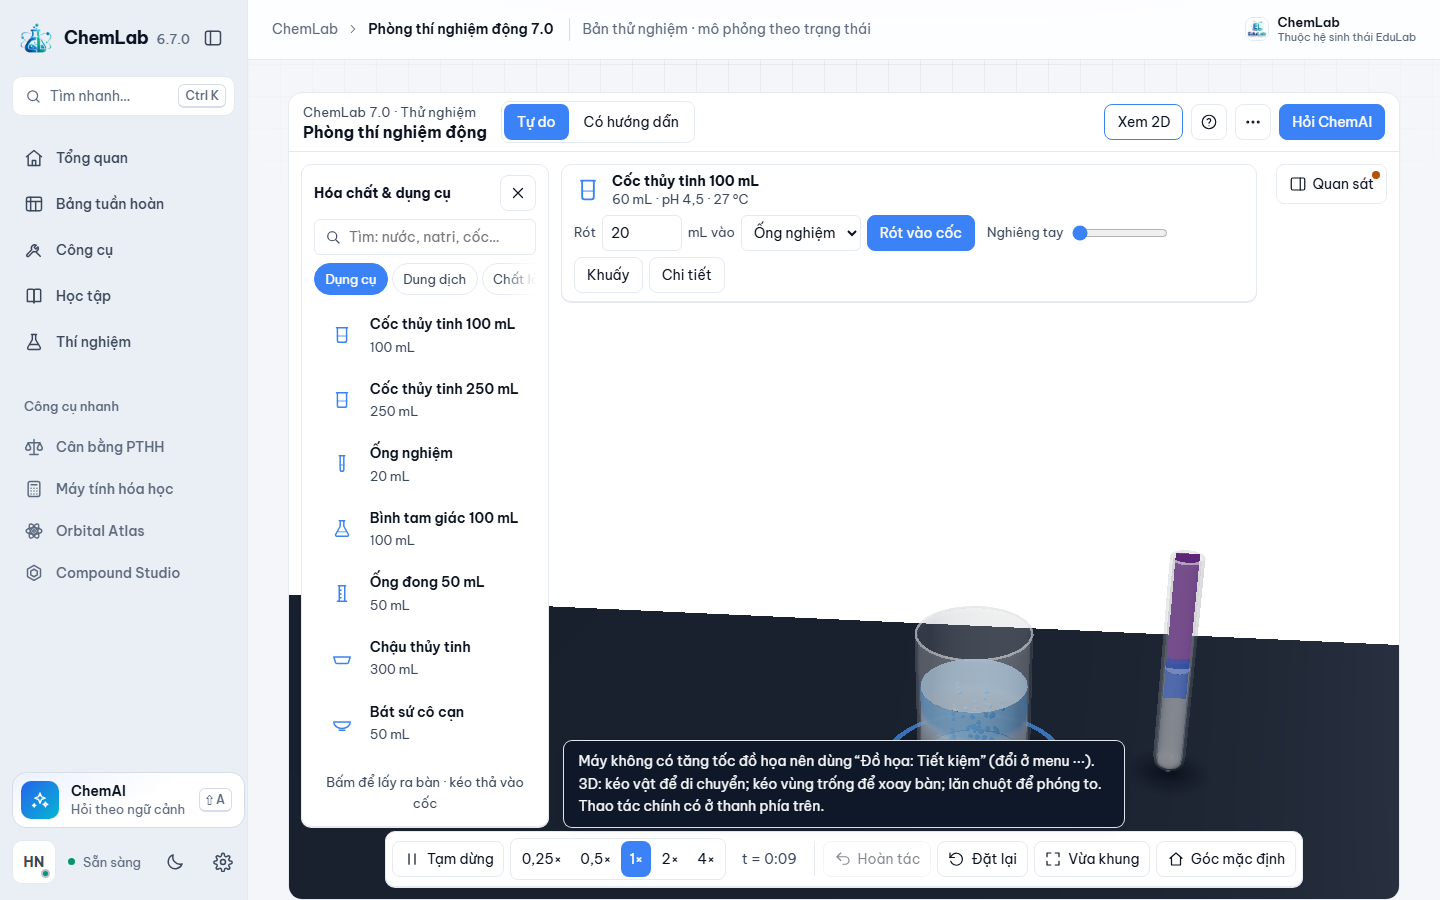 ChemLab 6.7.0
Tìm nhanh... Ctrl K
Tổng quan
Bảng tuần hoàn
Công cụ
Học tập
Thí nghiệm
Công cụ nhanh
Cân bằng PTHH
Máy tính hóa học
Orbital Atlas
Compound Studio
ChemAI
Hỏi theo ngữ cảnh
⇧ A
HN
Sẵn sàng
ChemLab > Phòng thí nghiệm động 7.0
Bản thử nghiệm · mô phỏng theo trạng thái
ChemLab
Thuộc hệ sinh thái EduLab
ChemLab 7.0 · Thử nghiệm
Phòng thí nghiệm động
Tự do
Có hướng dẫn
Xem 2D
Hỏi ChemAI
Hóa chất & dụng cụ
Tìm: nước, natri, cốc...
Dụng cụ
Dung dịch
Chất
Cốc thủy tinh 100 mL
100 mL
Cốc thủy tinh 250 mL
250 mL
Ống nghiệm
20 mL
Bình tam giác 100 mL
100 mL
Ống đong 50 mL
50 mL
Chậu thủy tinh
300 mL
Bát sứ cô cạn
50 mL
Bấm để lấy ra bàn · kéo thả vào
cốc
Cốc thủy tinh 100 mL
60 mL · pH 4,5 · 27 °C
Rót 20 mL vào Ống nghiệm Rót vào cốc Nghiêng tay
Khuấy
Chi tiết
Quan sát
Máy không có tăng tốc đồ họa nên dùng “Đồ họa: Tiết kiệm” (đổi ở menu ···).
3D: kéo vật để di chuyển; kéo vùng trống để xoay bàn; lăn chuột để phóng to.
Thao tác chính có ở thanh phía trên.
Tạm dừng
0,25× 0,5× 1× 2× 4×
t = 0:09
Hoàn tác
Đặt lại
Vừa khung
Góc mặc định